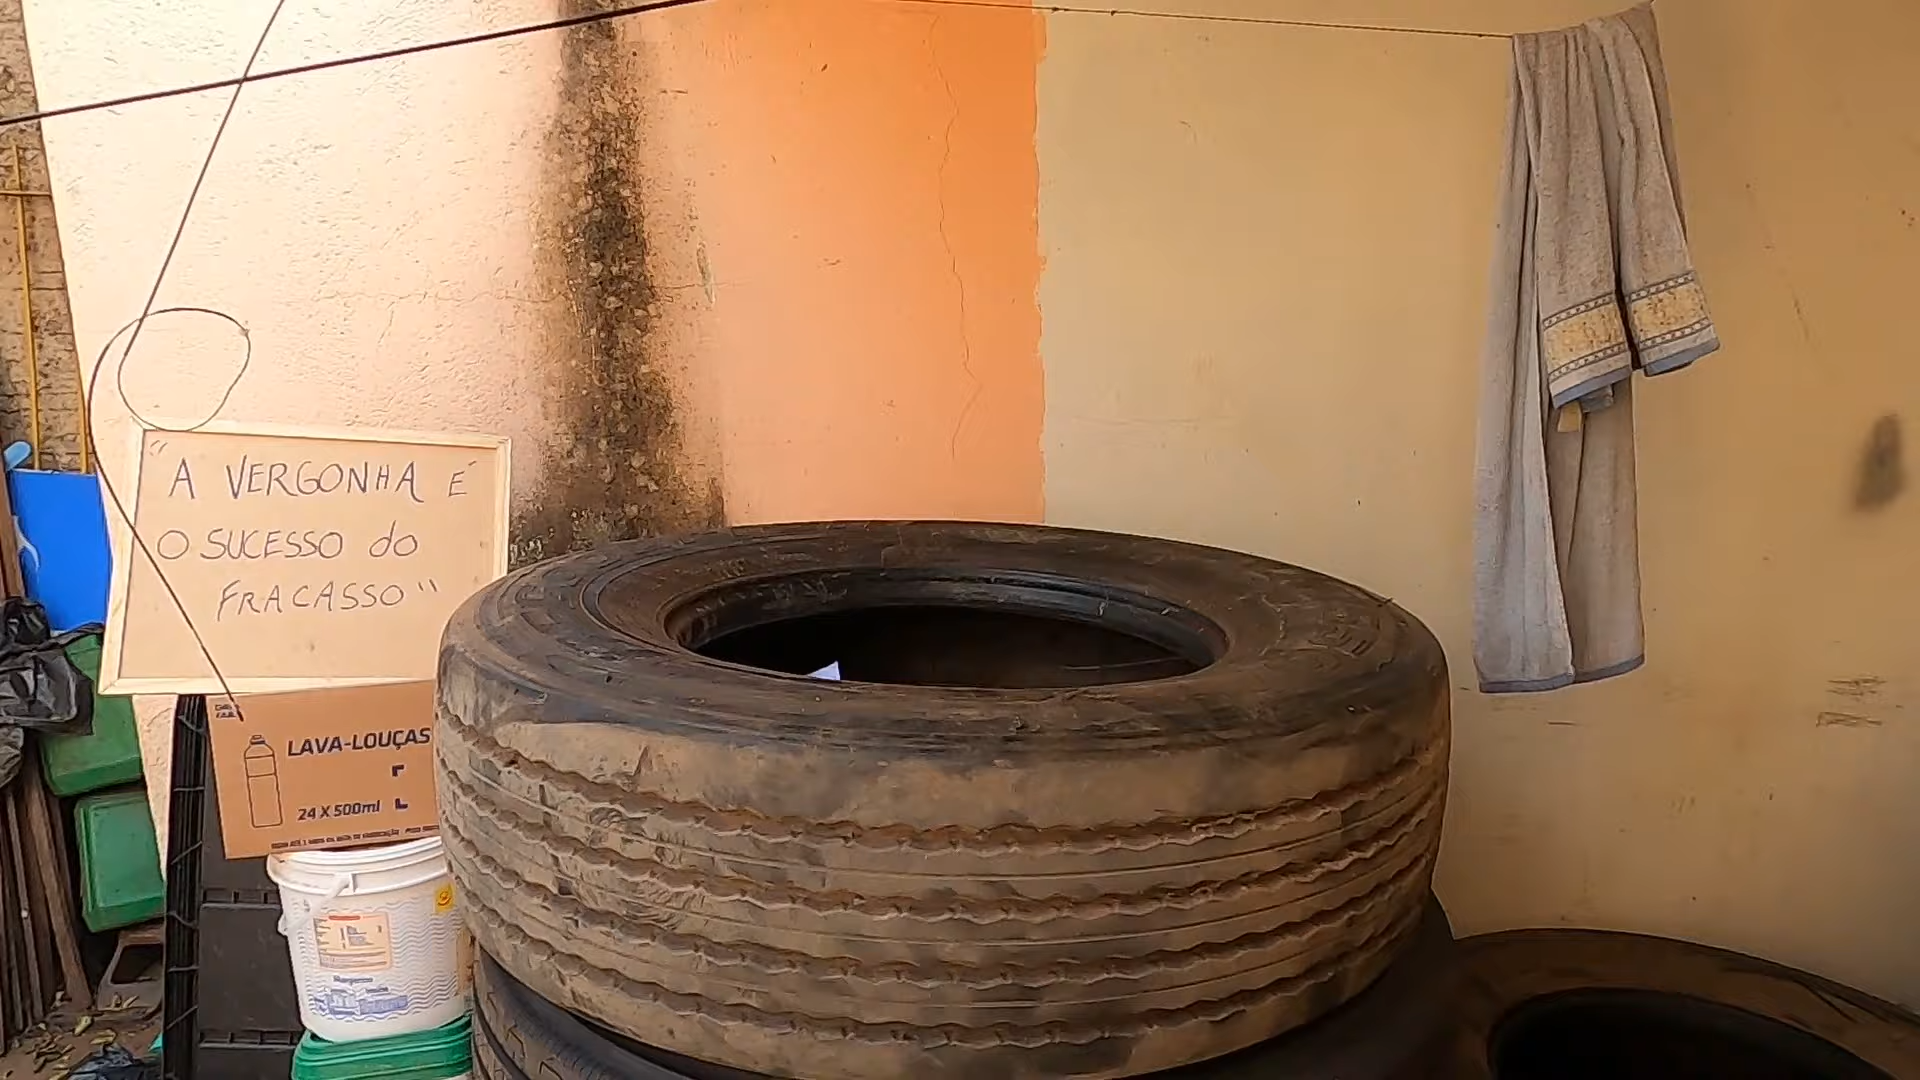 "A VERGONHA É
O SUCESSO do
FRACASSO"
LAVA-LOUÇAS
24 X 500ml